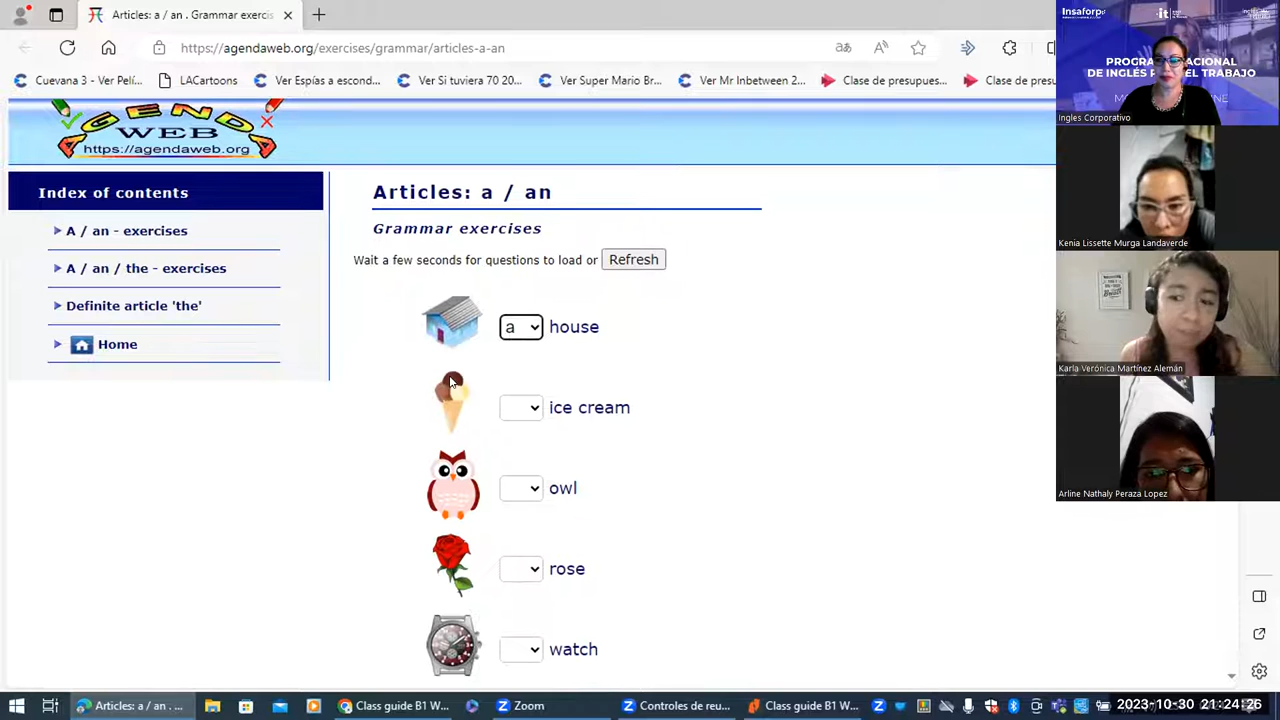 Articles: a / an . Grammar exercis
https://agendaweb.org/exercises/grammar/articles-a-an
Cuevana 3 - Ver Pelí...
LACartoons
Ver Espías a escond...
Ver Si tuviera 70, 20...
Ver Super Mario Br...
Ver Mr Inbetween 2...
Clase de presupues...
Clase de presu
AGENDA
WEB
https://agendaweb.org
Index of contents
A / an - exercises
A / an / the - exercises
Definite article 'the'
Home
Articles: a / an
Grammar exercises
Wait a few seconds for questions to load or Refresh
a house
ice cream
owl
rose
watch
Insaforp
Ingles Corporativo
Kenia Lissette Murga Landaverde
Karla Verónica Martínez Alemán
Arline Nathaly Peraza Lopez
Articles: a / an . ...
Class guide B1 W...
Zoom
Controles de reu...
Class guide B1 W...
2023-10-30 21:24:26